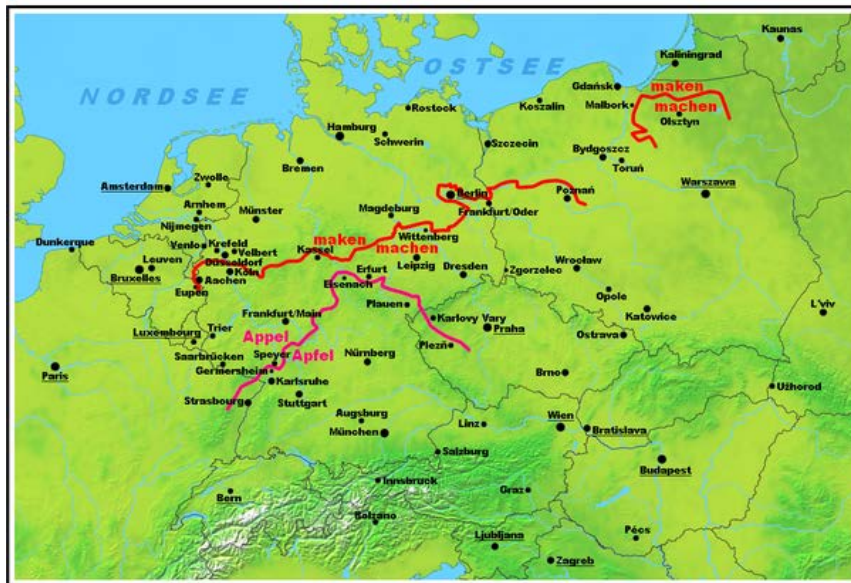 Kaunas
Kaliningrad
OSTSEE
NORDSEE
Gdańsk
maken
Koszalin
Malbork
machen
Rostock
Olsztyn
Hamburg
Schwerin
Szczecin
Bydgoszcz
Toruń
Bremen
Zwolle
Amsterdam
Berlin
Poznań
Warszawa
Arnhem
Magdeburg
Frankfurt/Oder
Nijmegen
Münster
Wittenberg
Dunkerque
Venlo
Krefeld
Velbert
maken
machen
Kassel
Leuven
Düsseldorf
Leipzig
Wrocław
Bruxelles
Köln
Erfurt
Dresden
Zgorzelec
Aachen
Eisenach
Eupen
Opole
Plauen
Katowice
Frankfurt/Main
Karlovy Vary
L'viv
Luxembourg
Trier
Appel
Praha
Ostrava
Saarbrücken
Speyer
Apfel
Plezň
Paris
Germersheim
Nürnberg
Brno
Karlsruhe
Užhorod
Strasbourg
Stuttgart
Augsburg
Linz
Wien
Bratislava
München
Salzburg
Budapest
Innsbruck
Bern
Graz
Bolzano
Pécs
Ljubljana
Zagreb